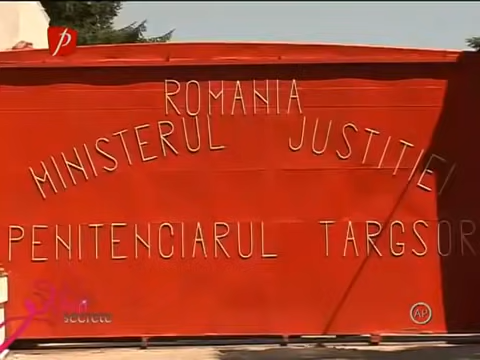 ROMANIA
MINISTERUL JUSTITIEI
PENITENCIARUL TARGSOR
secrete
AP